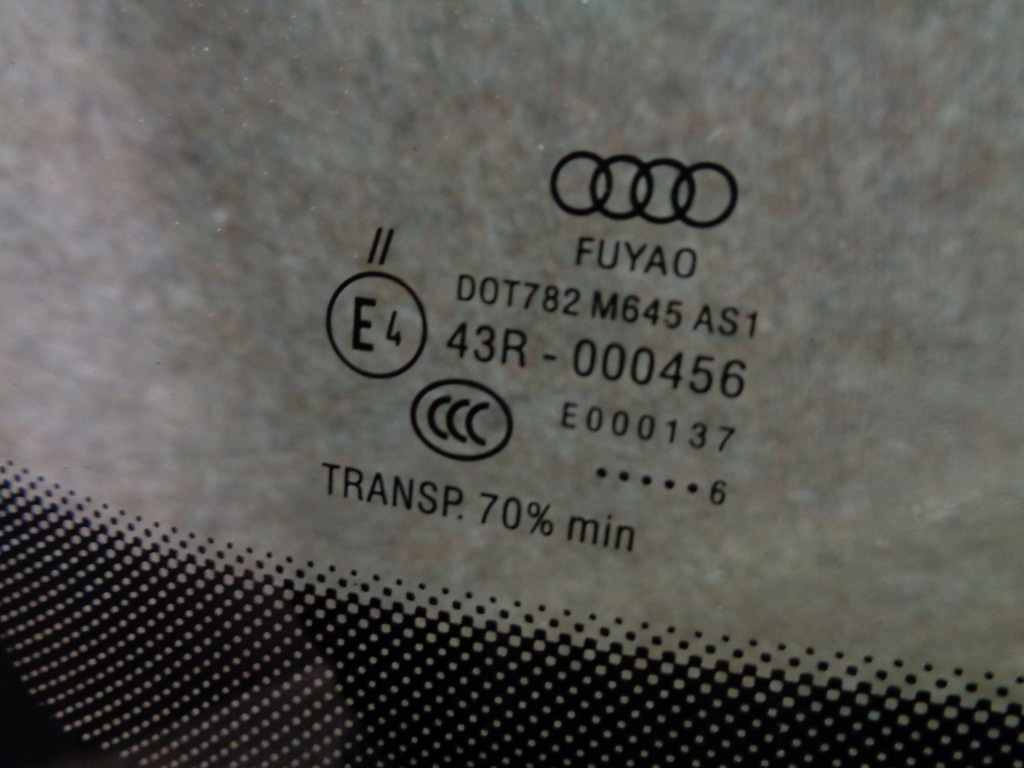 FUYAO
//
DOT782 M645 AS1
E4
43R - 000456
CCC
E000137
•••••6
TRANSP. 70% min